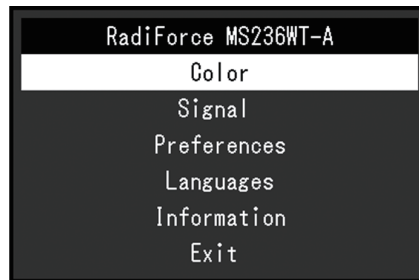 RadiForce MS236WT-A
Color
Signal
Preferences
Languages
Information
Exit